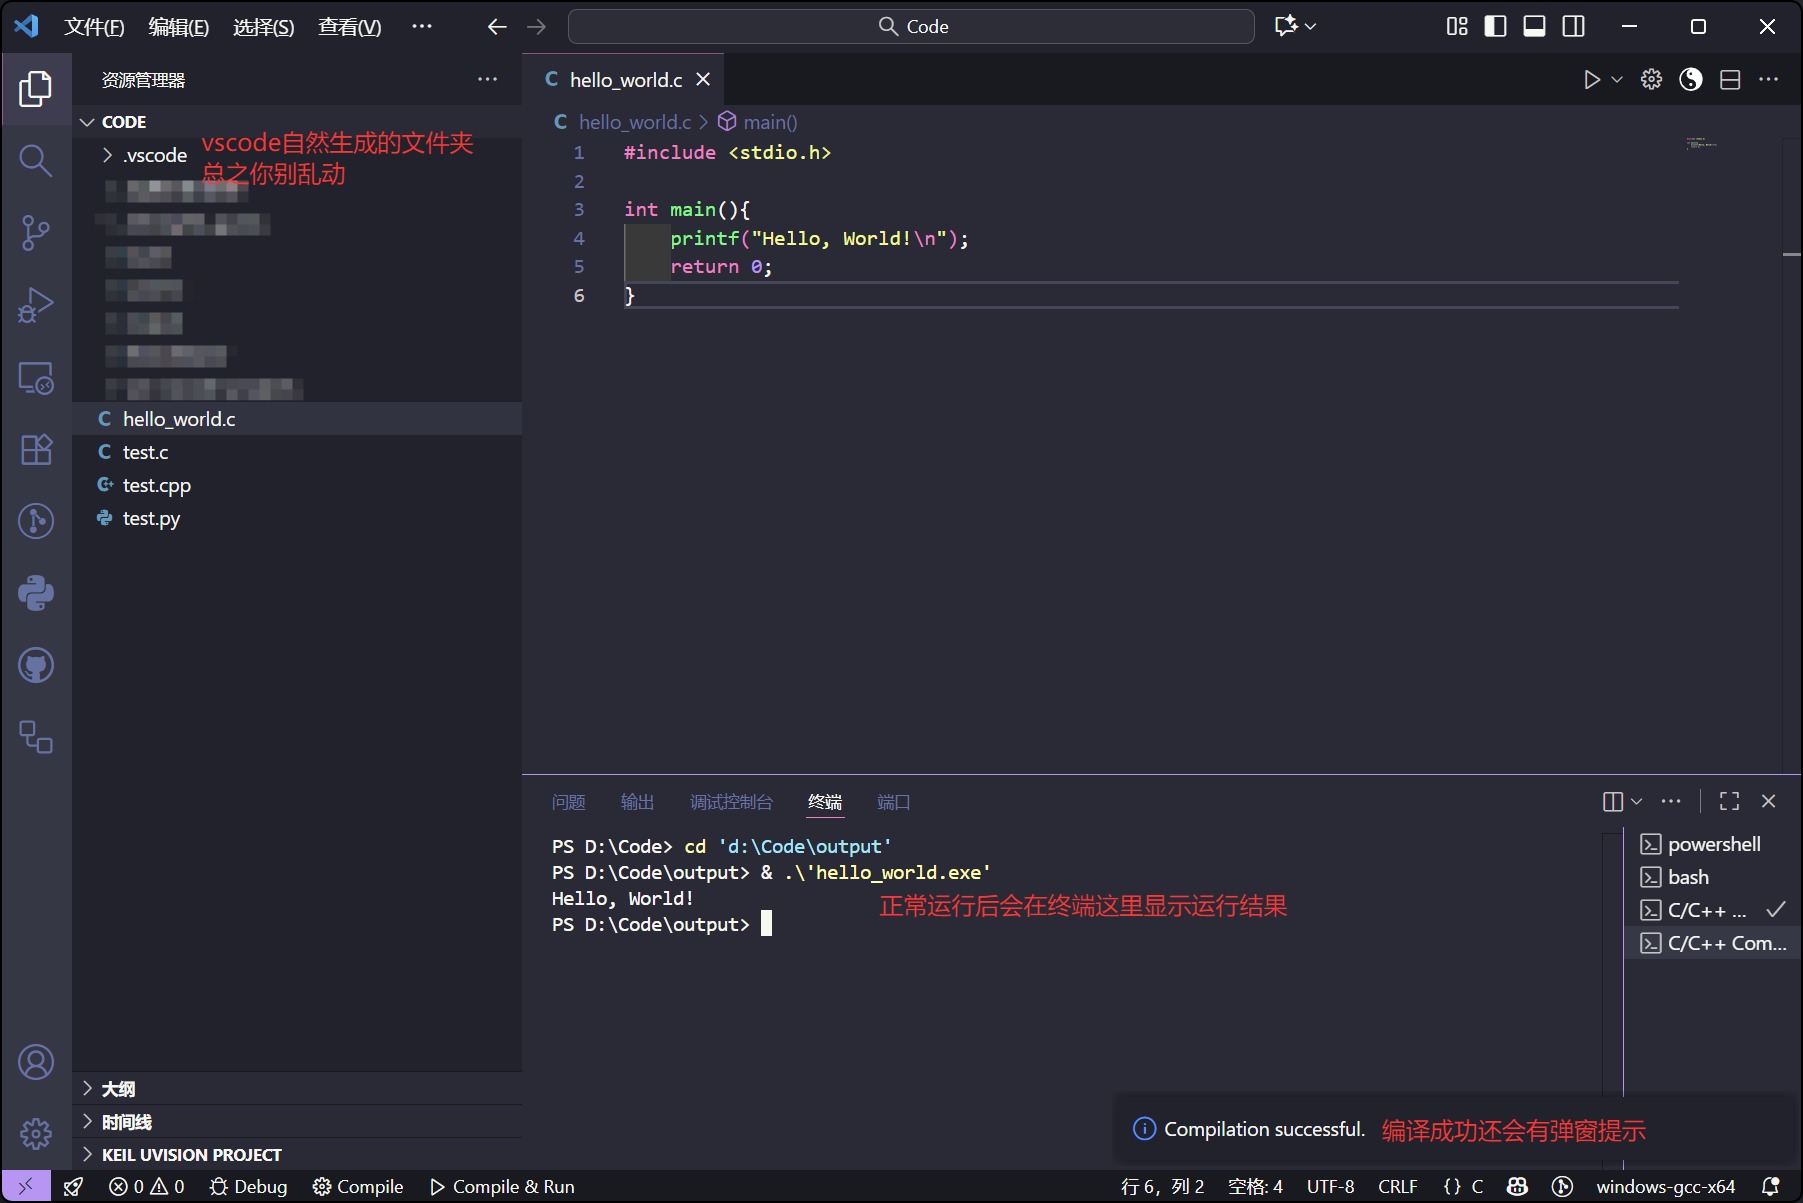 文件(F) 编辑(E) 选择(S) 查看(V) ··· Code
资源管理器 ···
CODE
.vscode
vscode自然生成的文件夹
总之你别乱动
hello_world.c
test.c
test.cpp
test.py
大纲
时间线
KEIL UVISION PROJECT
hello_world.c
hello_world.c > main()
1 #include <stdio.h>
2
3 int main(){
4 printf("Hello, World!\n");
5 return 0;
6 }
问题 输出 调试控制台 终端 端口
PS D:\Code> cd 'd:\Code\output'
PS D:\Code\output> & .\'hello_world.exe'
Hello, World!
PS D:\Code\output>
正常运行后会在终端这里显示运行结果
powershell
bash
C/C++ ...
C/C++ Com...
Compilation successful.
编译成功还会有弹窗提示
0 0 Debug Compile Compile & Run 行 6，列 2 空格: 4 UTF-8 CRLF {} C windows-gcc-x64